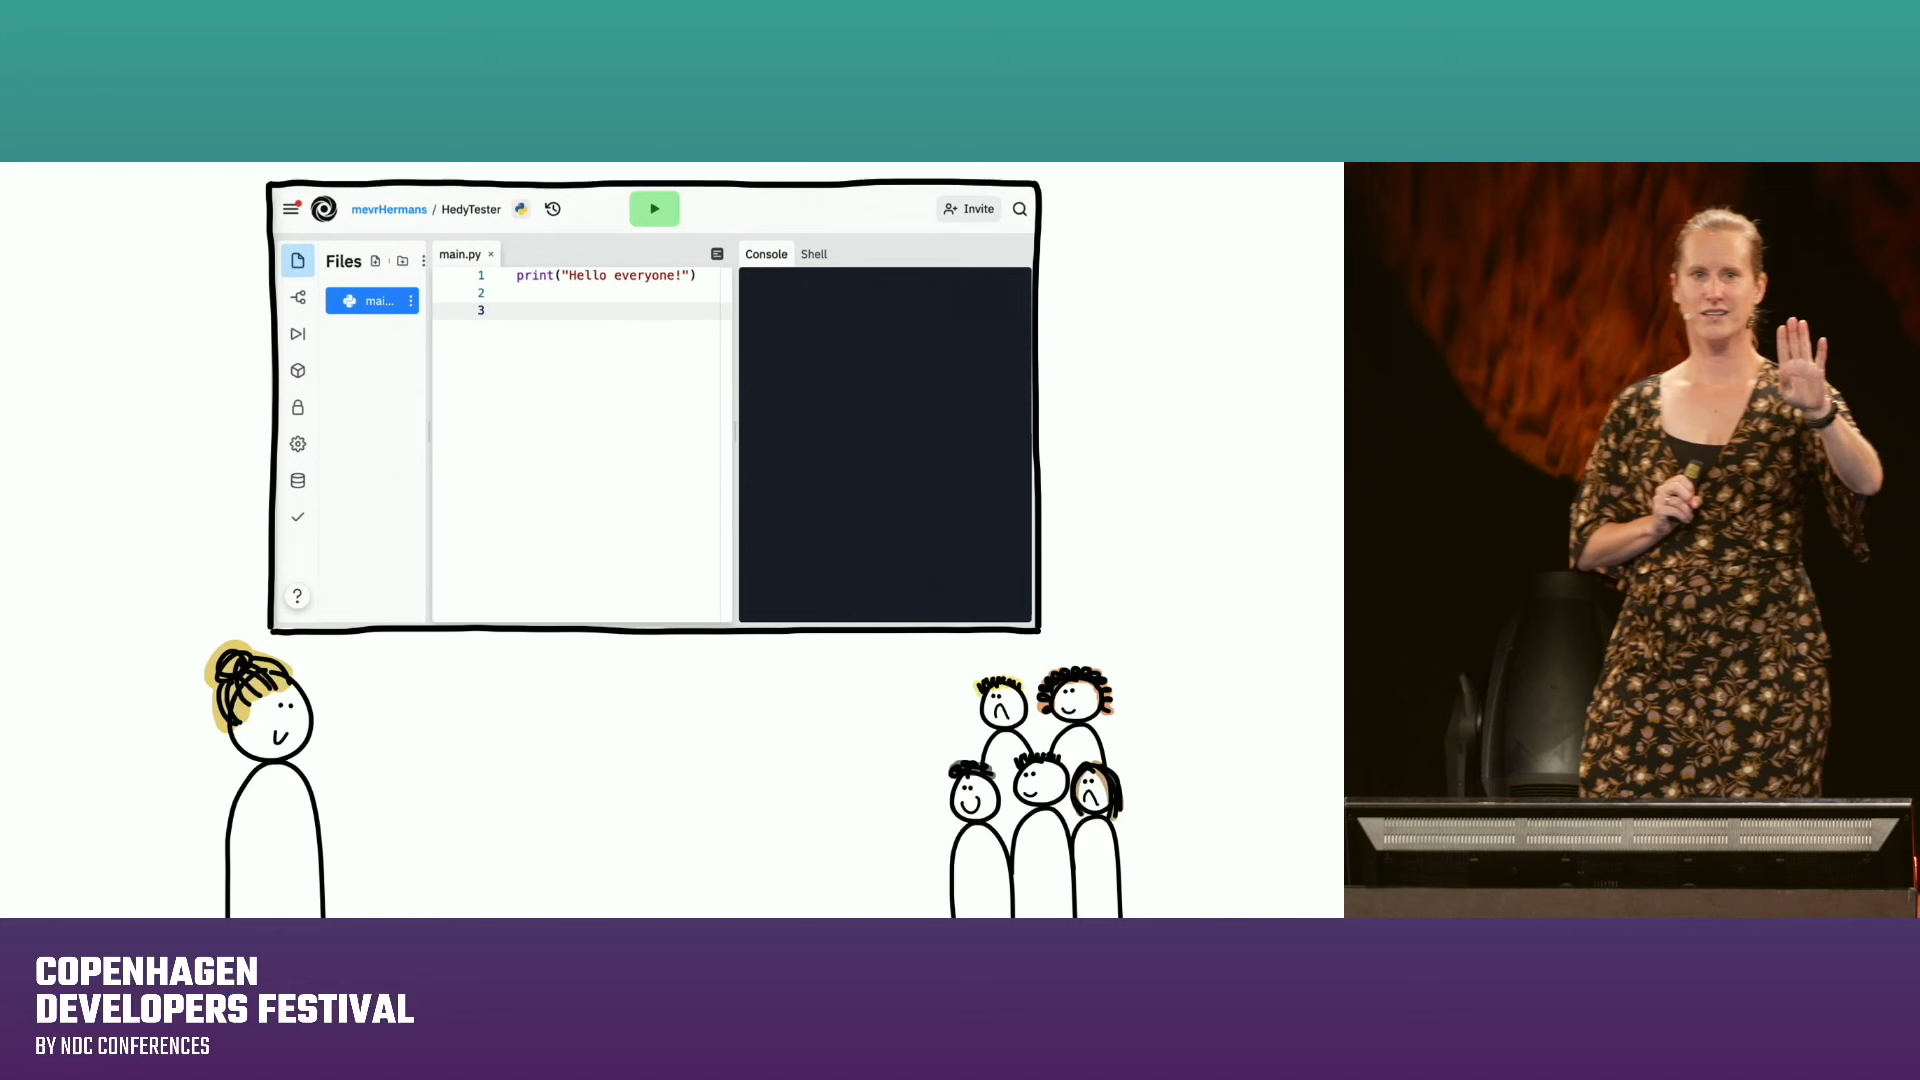 mevrHermans / HedyTester
Invite
Files
mai...
main.py ×
1 print("Hello everyone!")
2
3
Console Shell
?
COPENHAGEN
DEVELOPERS FESTIVAL
BY NDC CONFERENCES